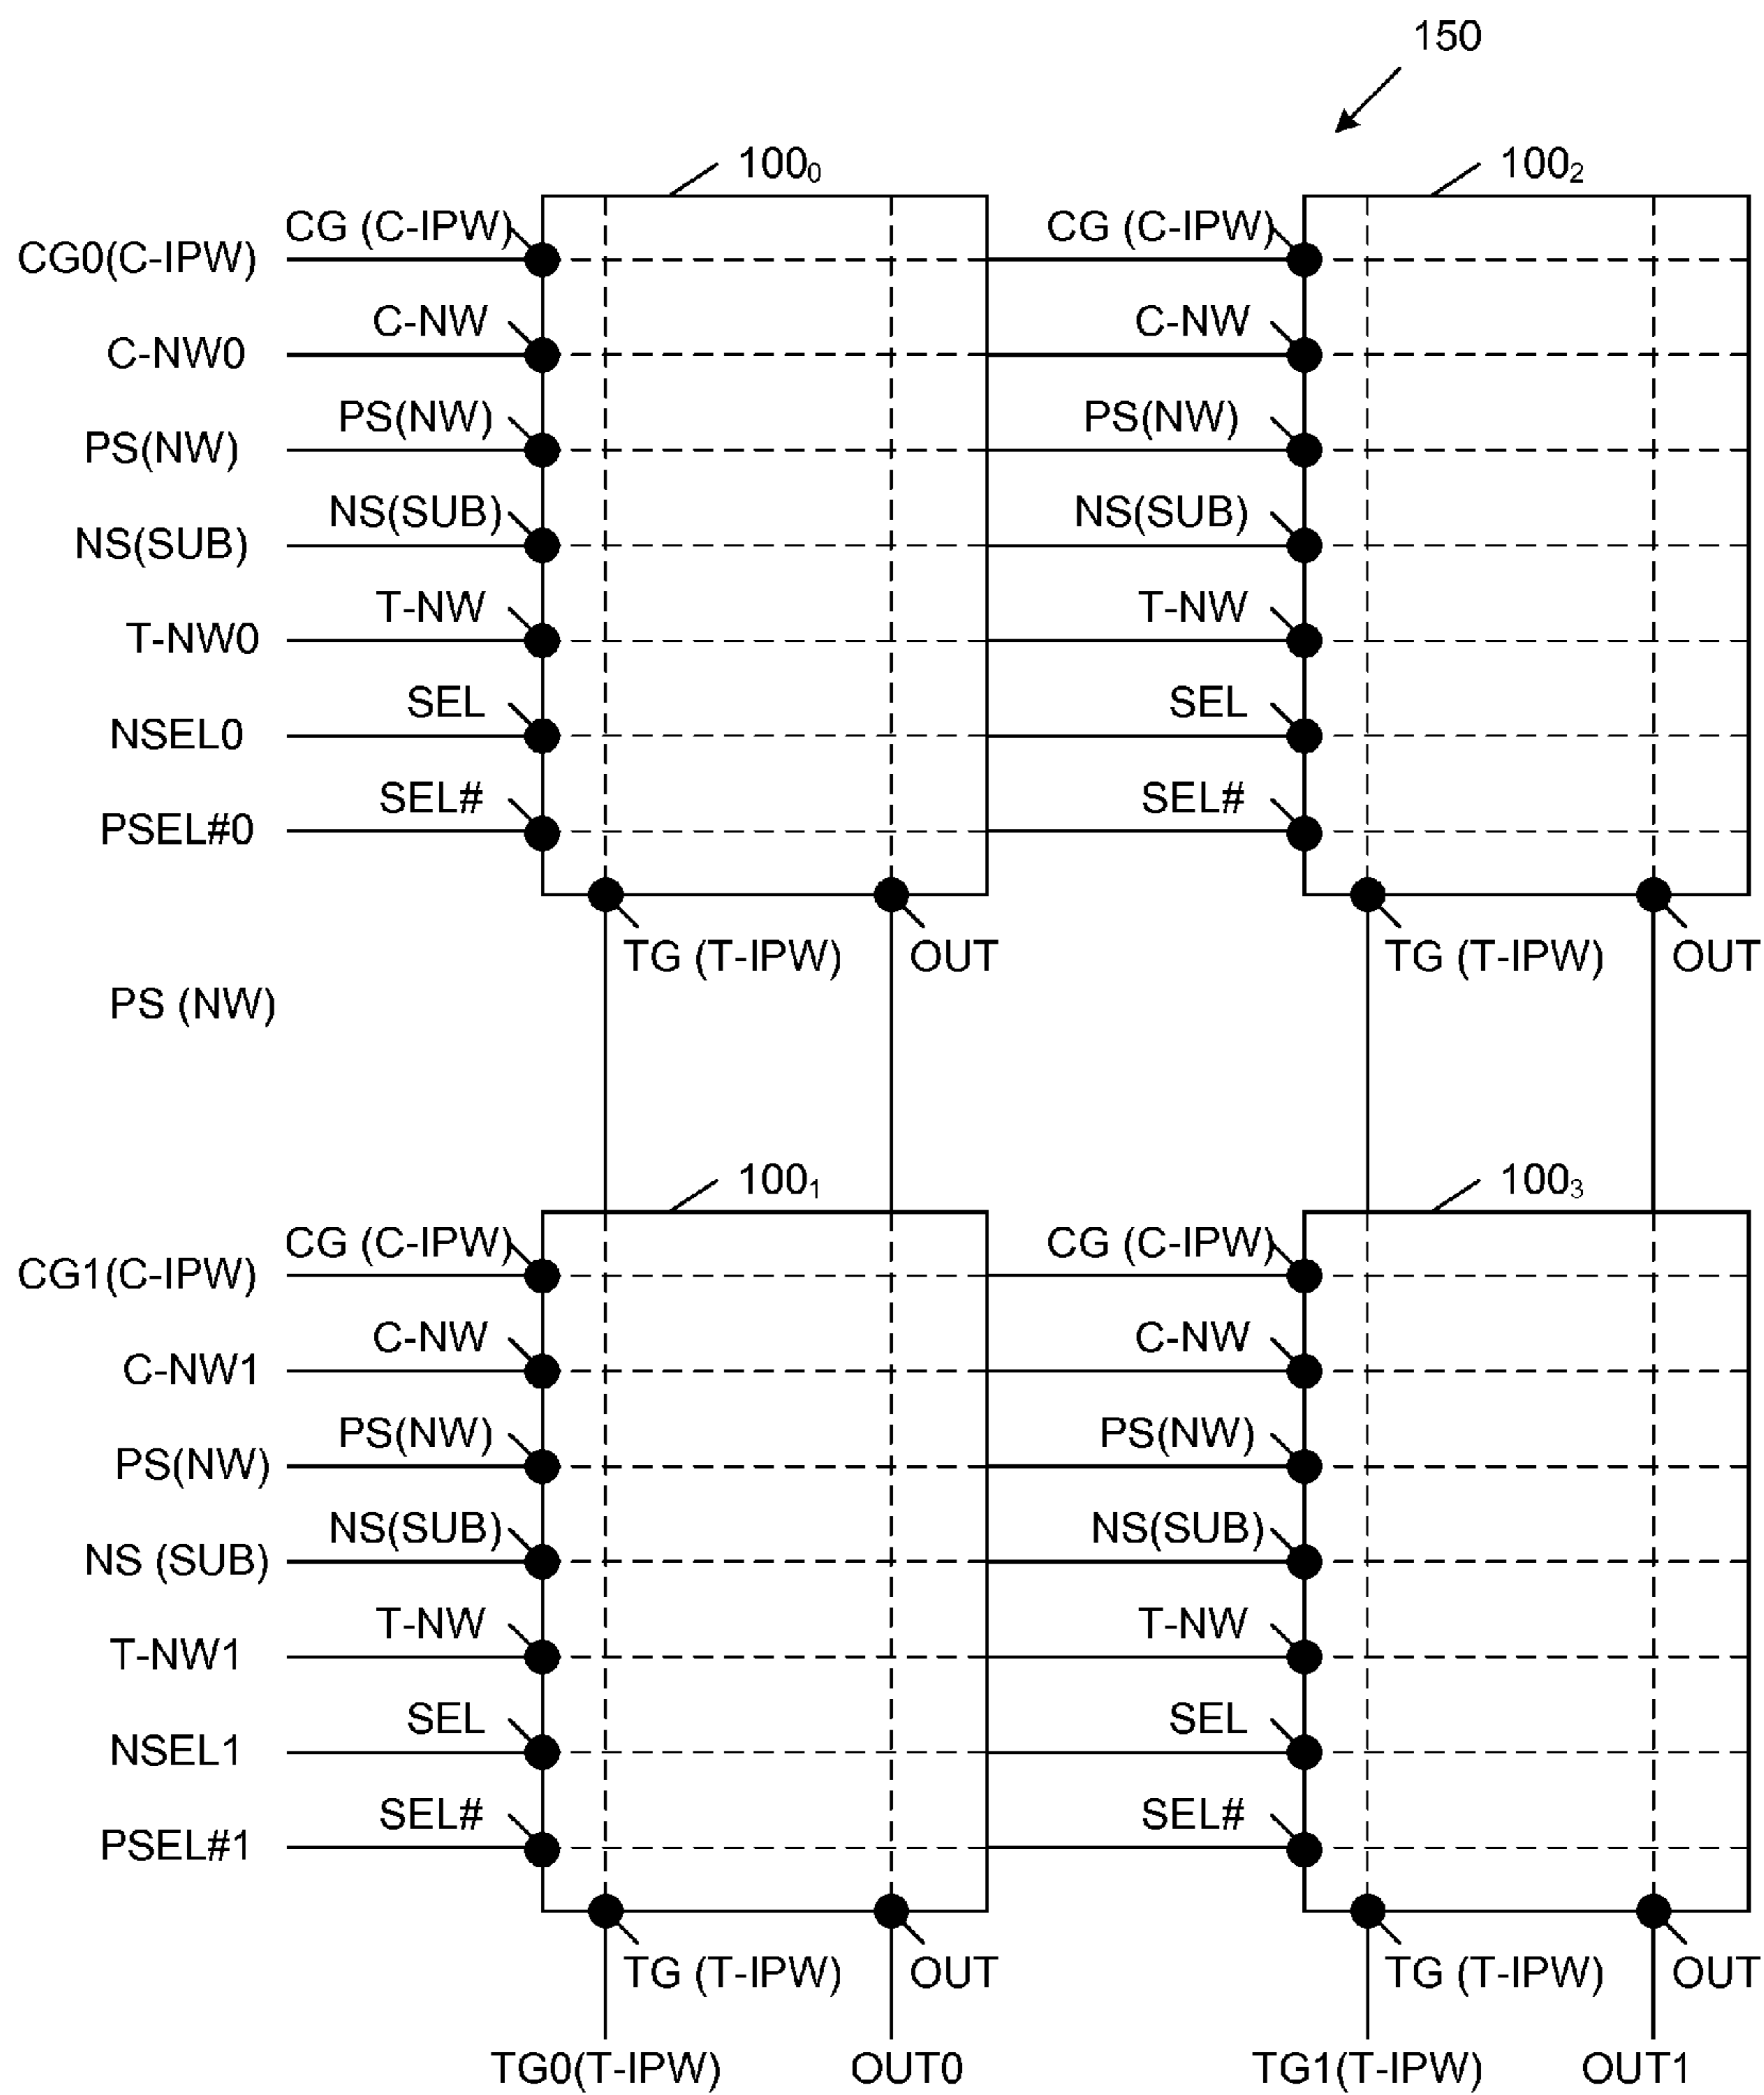 150
100₀ 100₂
CG0(C-IPW) CG (C-IPW) CG (C-IPW)
C-NW0 C-NW C-NW
PS(NW) PS(NW) PS(NW)
NS(SUB) NS(SUB) NS(SUB)
T-NW0 T-NW T-NW
NSEL0 SEL SEL
PSEL#0 SEL# SEL#
TG (T-IPW) OUT TG (T-IPW) OUT
PS (NW)
100₁ 100₃
CG1(C-IPW) CG (C-IPW) CG (C-IPW)
C-NW1 C-NW C-NW
PS(NW) PS(NW) PS(NW)
NS (SUB) NS(SUB) NS(SUB)
T-NW1 T-NW T-NW
NSEL1 SEL SEL
PSEL#1 SEL# SEL#
TG (T-IPW) OUT TG (T-IPW) OUT
TG0(T-IPW) OUT0 TG1(T-IPW) OUT1